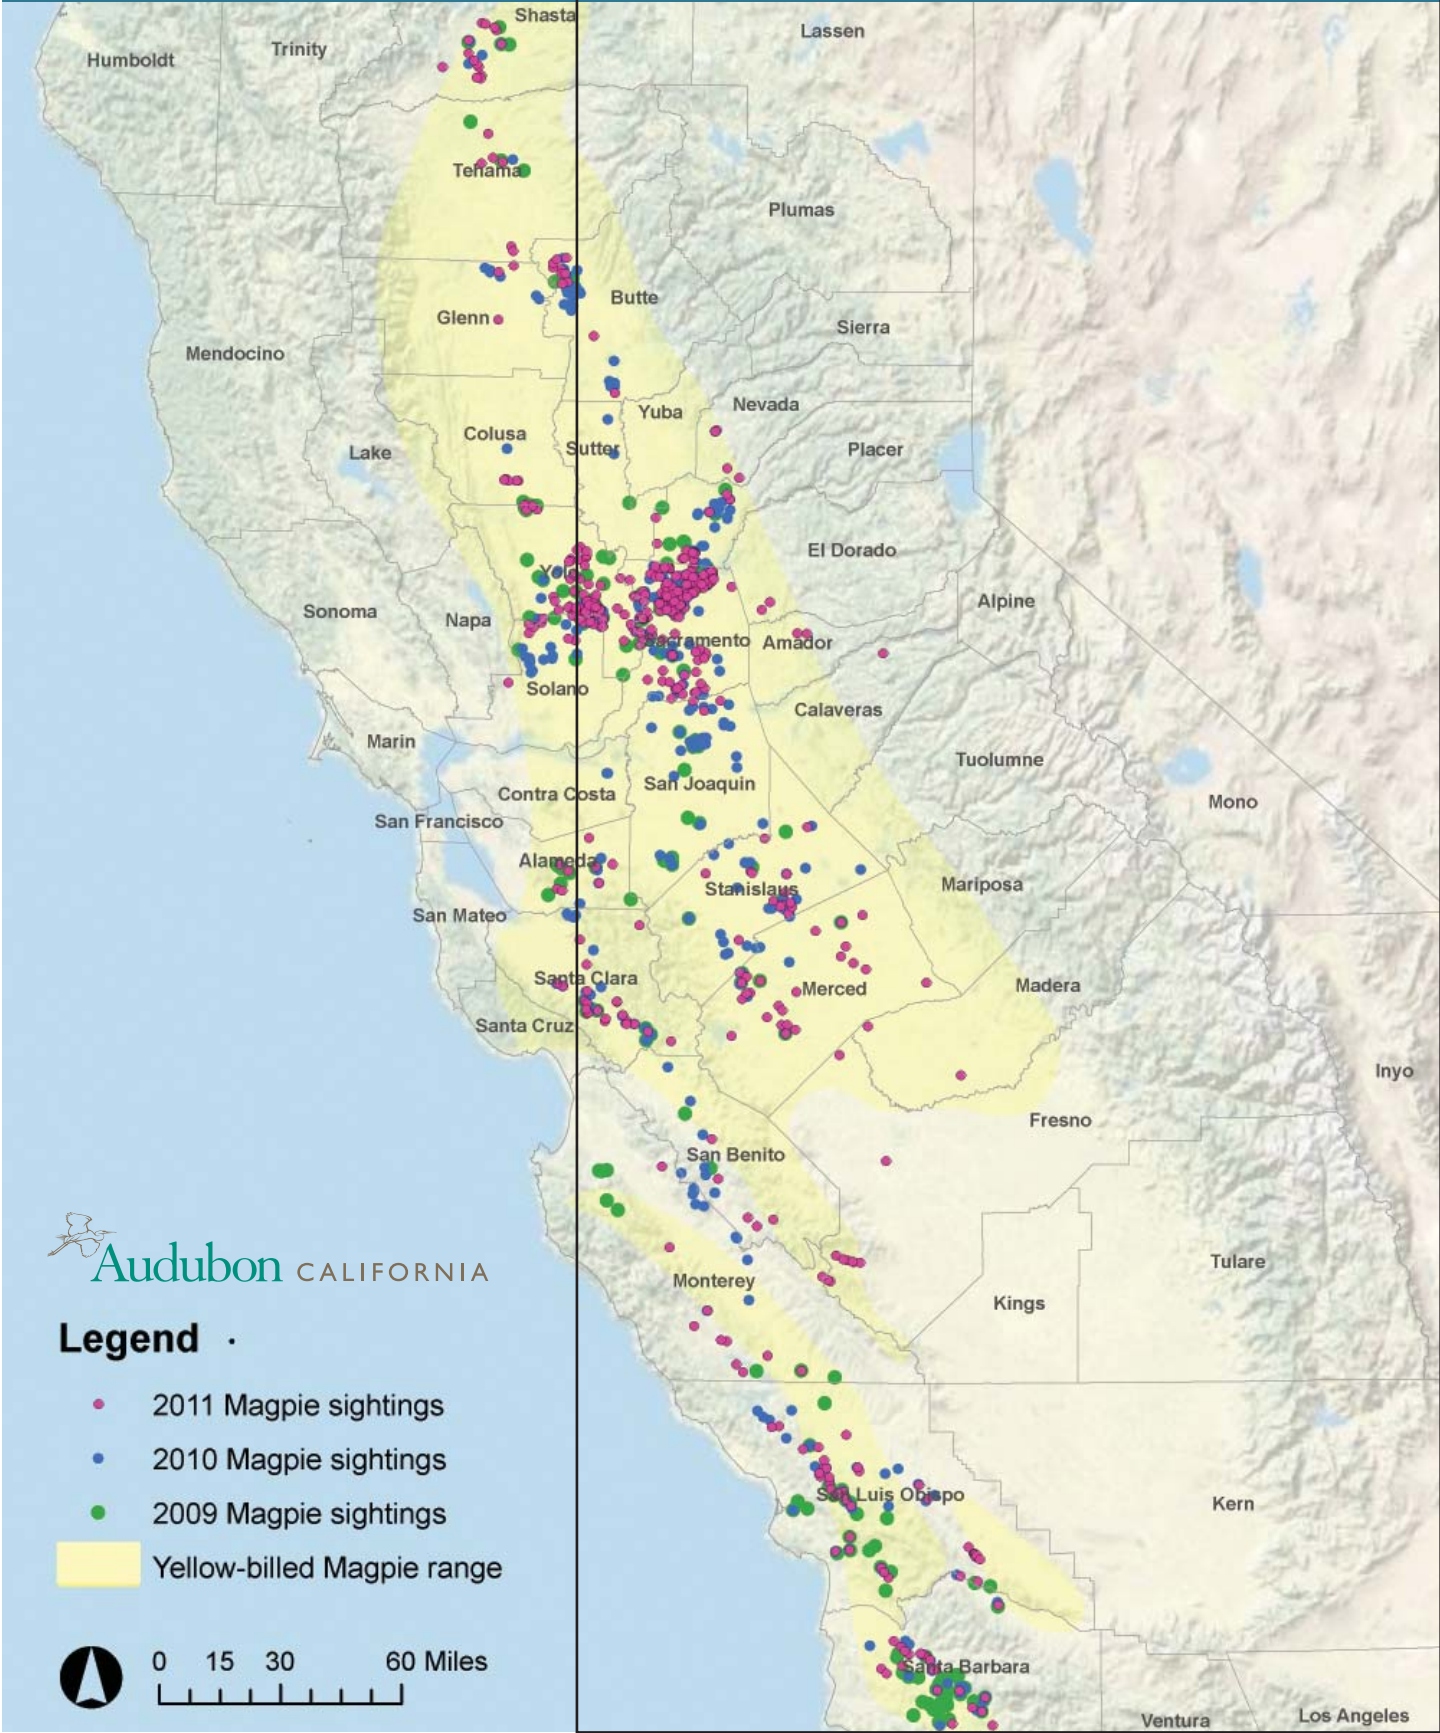 Shasta
Lassen
Humboldt
Trinity
Tehama
Plumas
Butte
Glenn
Sierra
Mendocino
Nevada
Yuba
Colusa
Sutter
Placer
Lake
El Dorado
Yolo
Alpine
Sonoma
Napa
Sacramento
Amador
Solano
Calaveras
Marin
Tuolumne
San Joaquin
Contra Costa
Mono
San Francisco
Alameda
Mariposa
Stanislaus
San Mateo
Santa Clara
Madera
Merced
Santa Cruz
Inyo
Fresno
San Benito
Tulare
Audubon CALIFORNIA
Monterey
Kings
Legend
2011 Magpie sightings
2010 Magpie sightings
San Luis Obispo
Kern
2009 Magpie sightings
Yellow-billed Magpie range
0 15 30 60 Miles
Santa Barbara
Ventura
Los Angeles